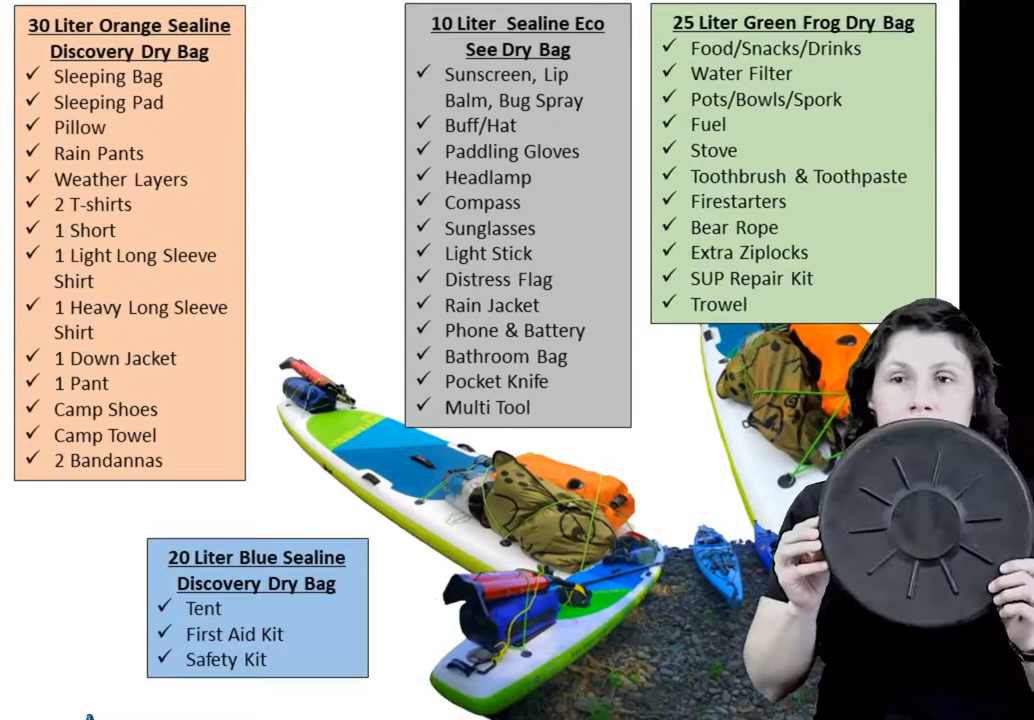 30 Liter Orange Sealine
Discovery Dry Bag
✓ Sleeping Bag
✓ Sleeping Pad
✓ Pillow
✓ Rain Pants
✓ Weather Layers
✓ 2 T-shirts
✓ 1 Short
✓ 1 Light Long Sleeve
Shirt
✓ 1 Heavy Long Sleeve
Shirt
✓ 1 Down Jacket
✓ 1 Pant
✓ Camp Shoes
✓ Camp Towel
✓ 2 Bandannas
10 Liter Sealine Eco
See Dry Bag
✓ Sunscreen, Lip
Balm, Bug Spray
✓ Buff/Hat
✓ Paddling Gloves
✓ Headlamp
✓ Compass
✓ Sunglasses
✓ Light Stick
✓ Distress Flag
✓ Rain Jacket
✓ Phone & Battery
✓ Bathroom Bag
✓ Pocket Knife
✓ Multi Tool
25 Liter Green Frog Dry Bag
✓ Food/Snacks/Drinks
✓ Water Filter
✓ Pots/Bowls/Spork
✓ Fuel
✓ Stove
✓ Toothbrush & Toothpaste
✓ Firestarters
✓ Bear Rope
✓ Extra Ziplocks
✓ SUP Repair Kit
✓ Trowel
20 Liter Blue Sealine
Discovery Dry Bag
✓ Tent
✓ First Aid Kit
✓ Safety Kit